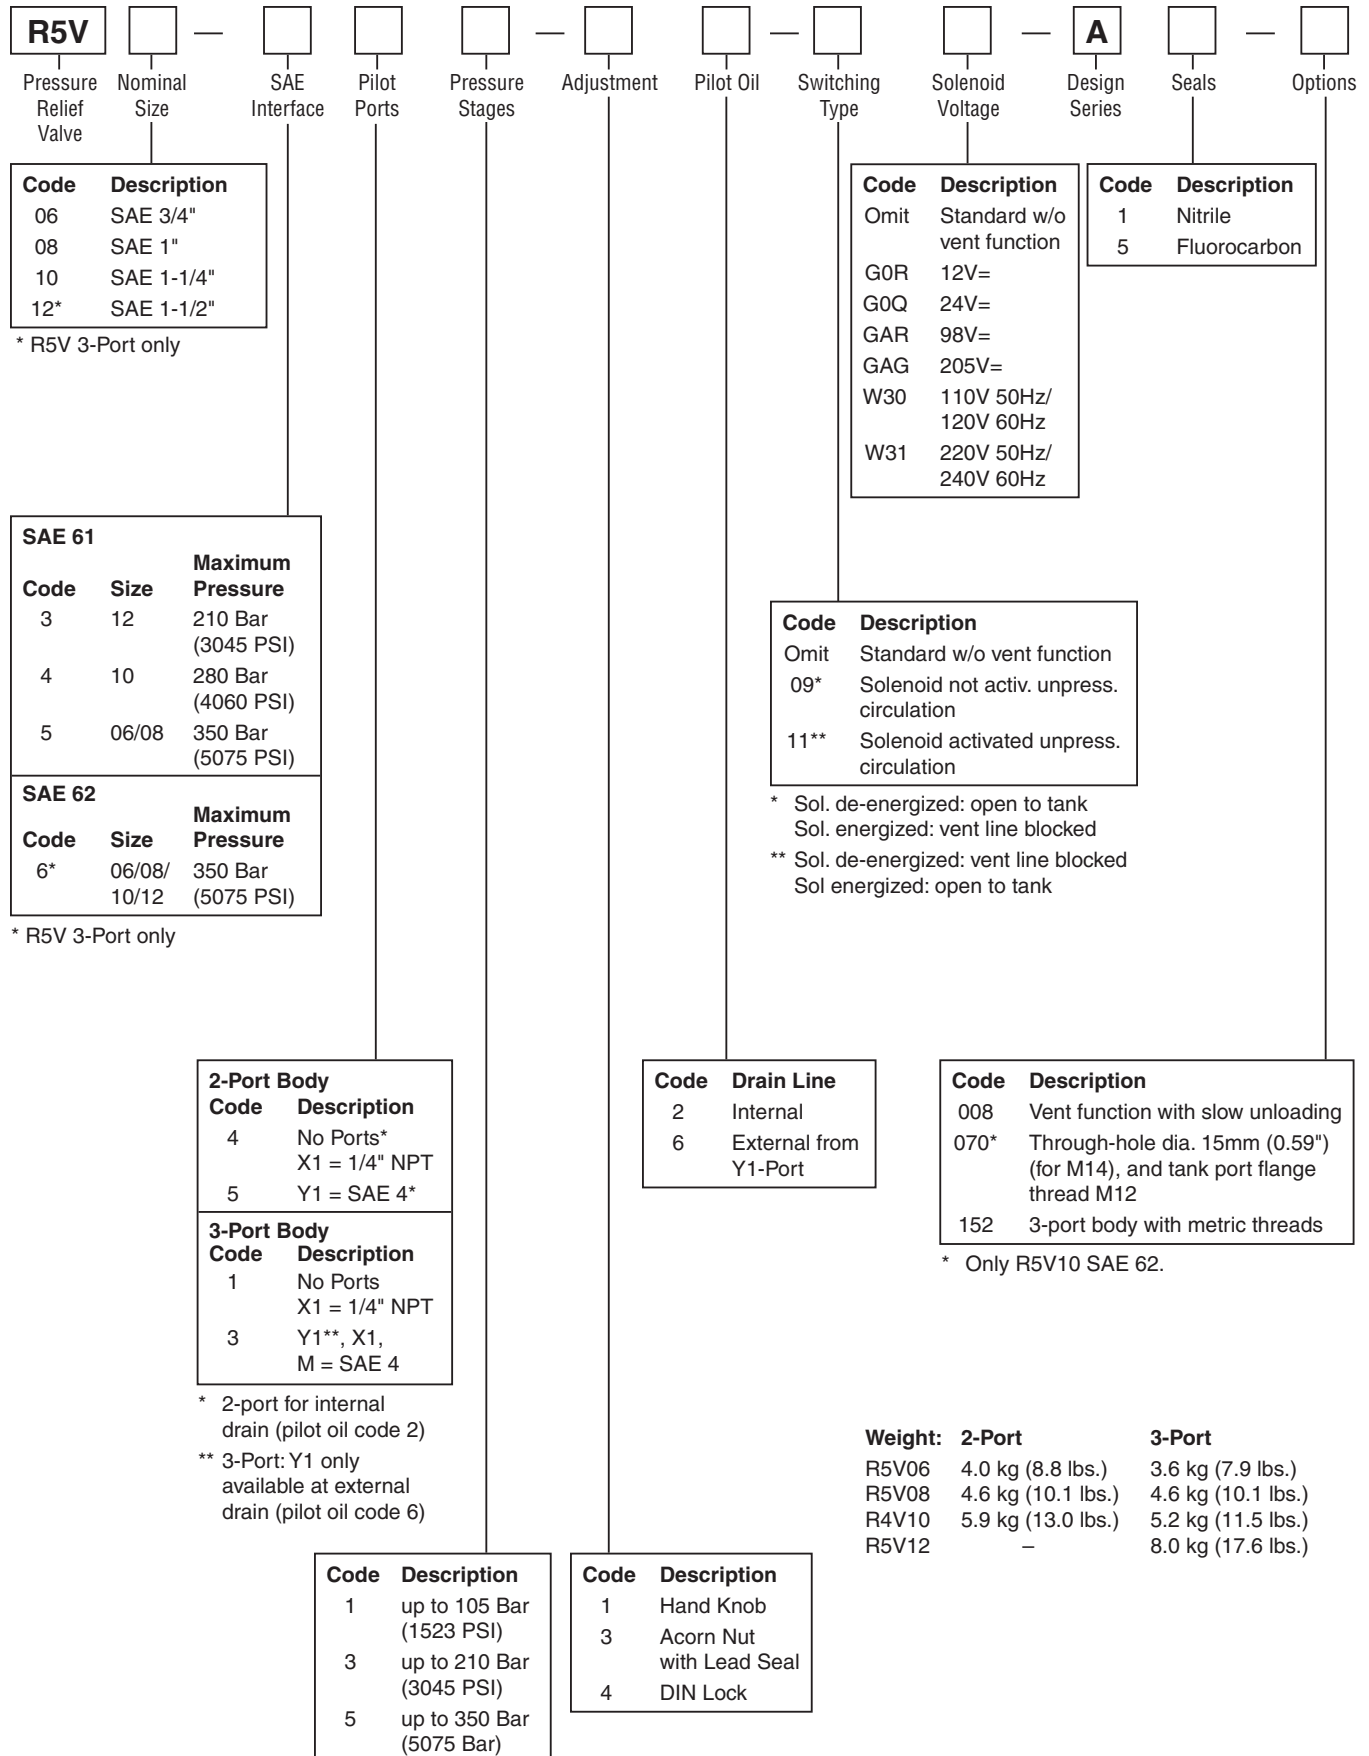 R5V — — — — A —
Pressure Relief Valve
Nominal Size
SAE Interface
Pilot Ports
Pressure Stages
Adjustment
Pilot Oil
Switching Type
Solenoid Voltage
Design Series
Seals
Options
Code Description
06 SAE 3/4"
08 SAE 1"
10 SAE 1-1/4"
12* SAE 1-1/2"
* R5V 3-Port only
Code Description
Omit Standard w/o
vent function
G0R 12V=
G0Q 24V=
GAR 98V=
GAG 205V=
W30 110V 50Hz/
120V 60Hz
W31 220V 50Hz/
240V 60Hz
Code Description
1 Nitrile
5 Fluorocarbon
SAE 61
Maximum
Code Size Pressure
3 12 210 Bar
(3045 PSI)
4 10 280 Bar
(4060 PSI)
5 06/08 350 Bar
(5075 PSI)
SAE 62
Maximum
Code Size Pressure
6* 06/08/ 350 Bar
10/12 (5075 PSI)
* R5V 3-Port only
Code Description
Omit Standard w/o vent function
09* Solenoid not activ. unpress.
circulation
11** Solenoid activated unpress.
circulation
* Sol. de-energized: open to tank
Sol. energized: vent line blocked
** Sol. de-energized: vent line blocked
Sol energized: open to tank
2-Port Body
Code Description
4 No Ports*
X1 = 1/4" NPT
5 Y1 = SAE 4*
3-Port Body
Code Description
1 No Ports
X1 = 1/4" NPT
3 Y1**, X1,
M = SAE 4
* 2-port for internal
drain (pilot oil code 2)
** 3-Port: Y1 only
available at external
drain (pilot oil code 6)
Code Drain Line
2 Internal
6 External from
Y1-Port
Code Description
008 Vent function with slow unloading
070* Through-hole dia. 15mm (0.59")
(for M14), and tank port flange
thread M12
152 3-port body with metric threads
* Only R5V10 SAE 62.
Weight: 2-Port 3-Port
R5V06 4.0 kg (8.8 lbs.) 3.6 kg (7.9 lbs.)
R5V08 4.6 kg (10.1 lbs.) 4.6 kg (10.1 lbs.)
R4V10 5.9 kg (13.0 lbs.) 5.2 kg (11.5 lbs.)
R5V12 – 8.0 kg (17.6 lbs.)
Code Description
1 up to 105 Bar
(1523 PSI)
3 up to 210 Bar
(3045 PSI)
5 up to 350 Bar
(5075 Bar)
Code Description
1 Hand Knob
3 Acorn Nut
with Lead Seal
4 DIN Lock